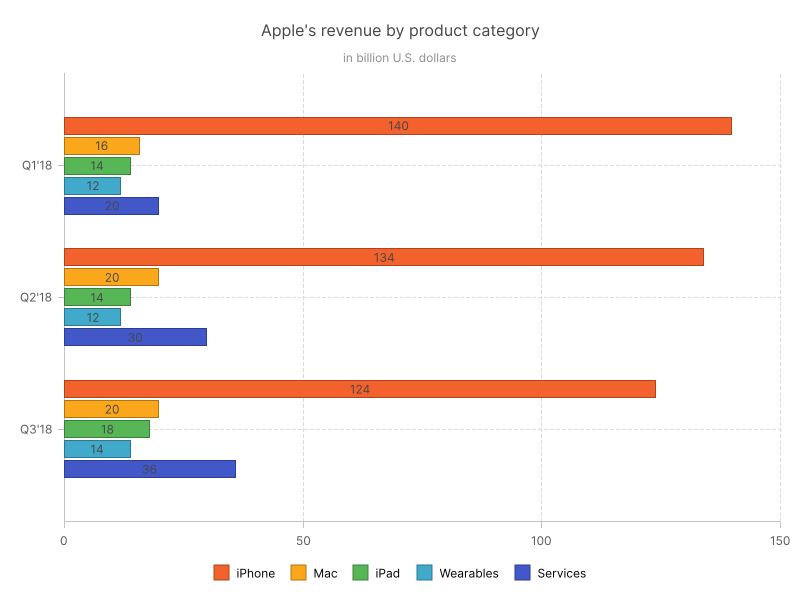 Apple's revenue by product category
in billion U.S. dollars
140
16
Q1'18
14
12
20
134
20
Q2'18
14
12
30
124
20
Q3'18
18
14
36
0 50 100 150
iPhone Mac iPad Wearables Services